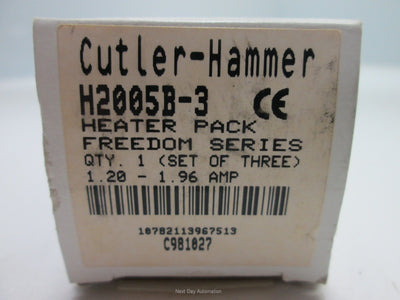 Cutler-Hammer
H2005B-3 CE
HEATER PACK
FREEDOM SERIES
QTY. 1 (SET OF THREE)
1.20 - 1.96 AMP
10782113967513
C981027
Next Day Automation